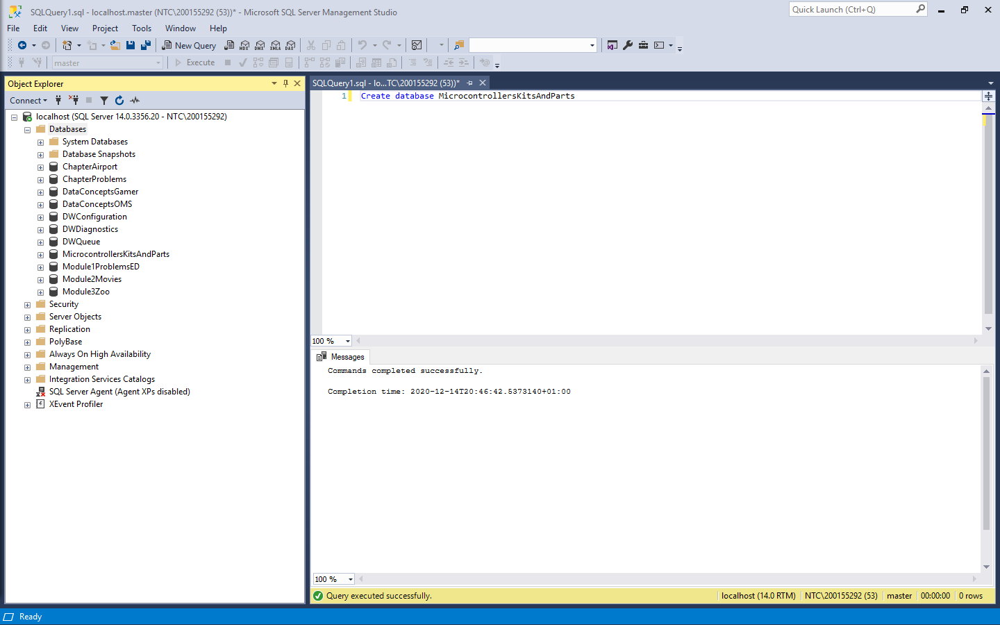 SQLQuery1.sql - localhost.master (NTC\200155292 (53))* - Microsoft SQL Server Management Studio
Quick Launch (Ctrl+Q)
File Edit View Project Tools Window Help
New Query
MDX DMX XMLA DAX
master
Execute
Object Explorer
Connect
localhost (SQL Server 14.0.3356.20 - NTC\200155292)
Databases
System Databases
Database Snapshots
ChapterAirport
ChapterProblems
DataConceptsGamer
DataConceptsOMS
DWConfiguration
DWDiagnostics
DWQueue
MicrocontrollersKitsAndParts
Module1ProblemsED
Module2Movies
Module3Zoo
Security
Server Objects
Replication
PolyBase
Always On High Availability
Management
Integration Services Catalogs
SQL Server Agent (Agent XPs disabled)
XEvent Profiler
SQLQuery1.sql - lo...TC\200155292 (53))*
1 Create database MicrocontrollersKitsAndParts
100 %
Messages
Commands completed successfully.
Completion time: 2020-12-14T20:46:42.5373140+01:00
100 %
Query executed successfully.
localhost (14.0 RTM) NTC\200155292 (53) master 00:00:00 0 rows
Ready